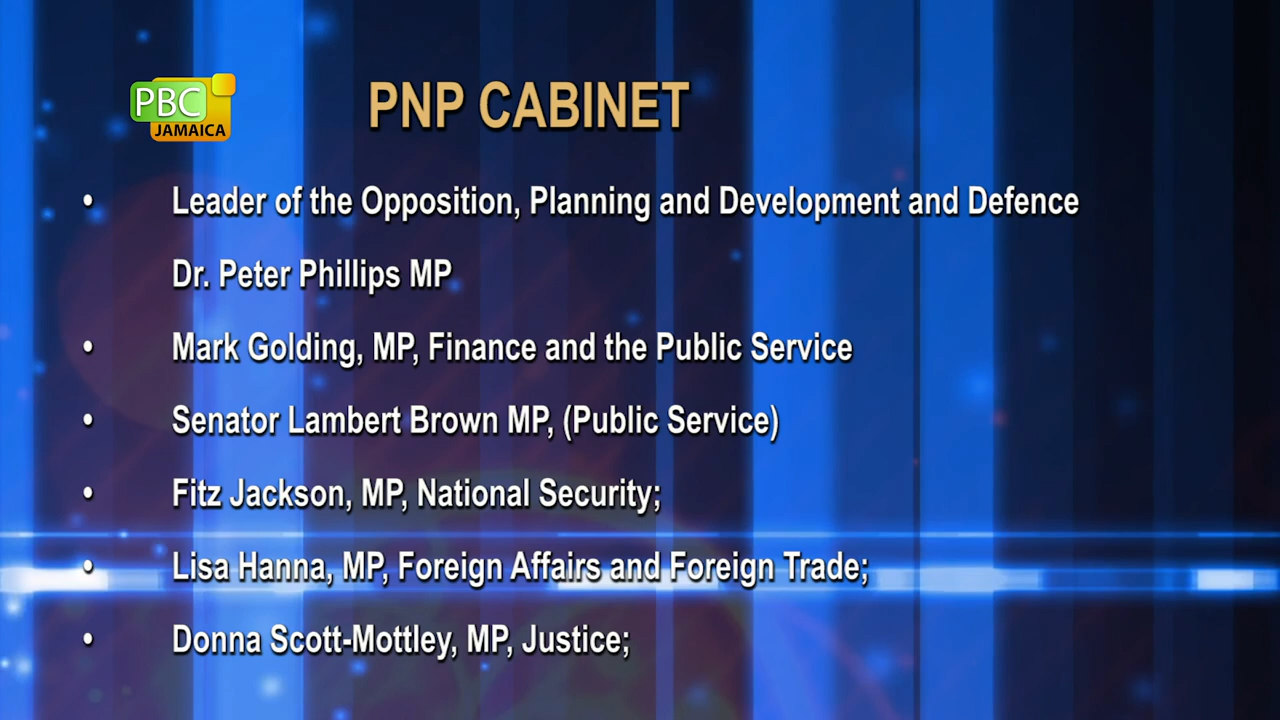 PBC
JAMAICA
PNP CABINET
• Leader of the Opposition, Planning and Development and Defence
Dr. Peter Phillips MP
• Mark Golding, MP, Finance and the Public Service
• Senator Lambert Brown MP, (Public Service)
• Fitz Jackson, MP, National Security;
• Lisa Hanna, MP, Foreign Affairs and Foreign Trade;
• Donna Scott-Mottley, MP, Justice;